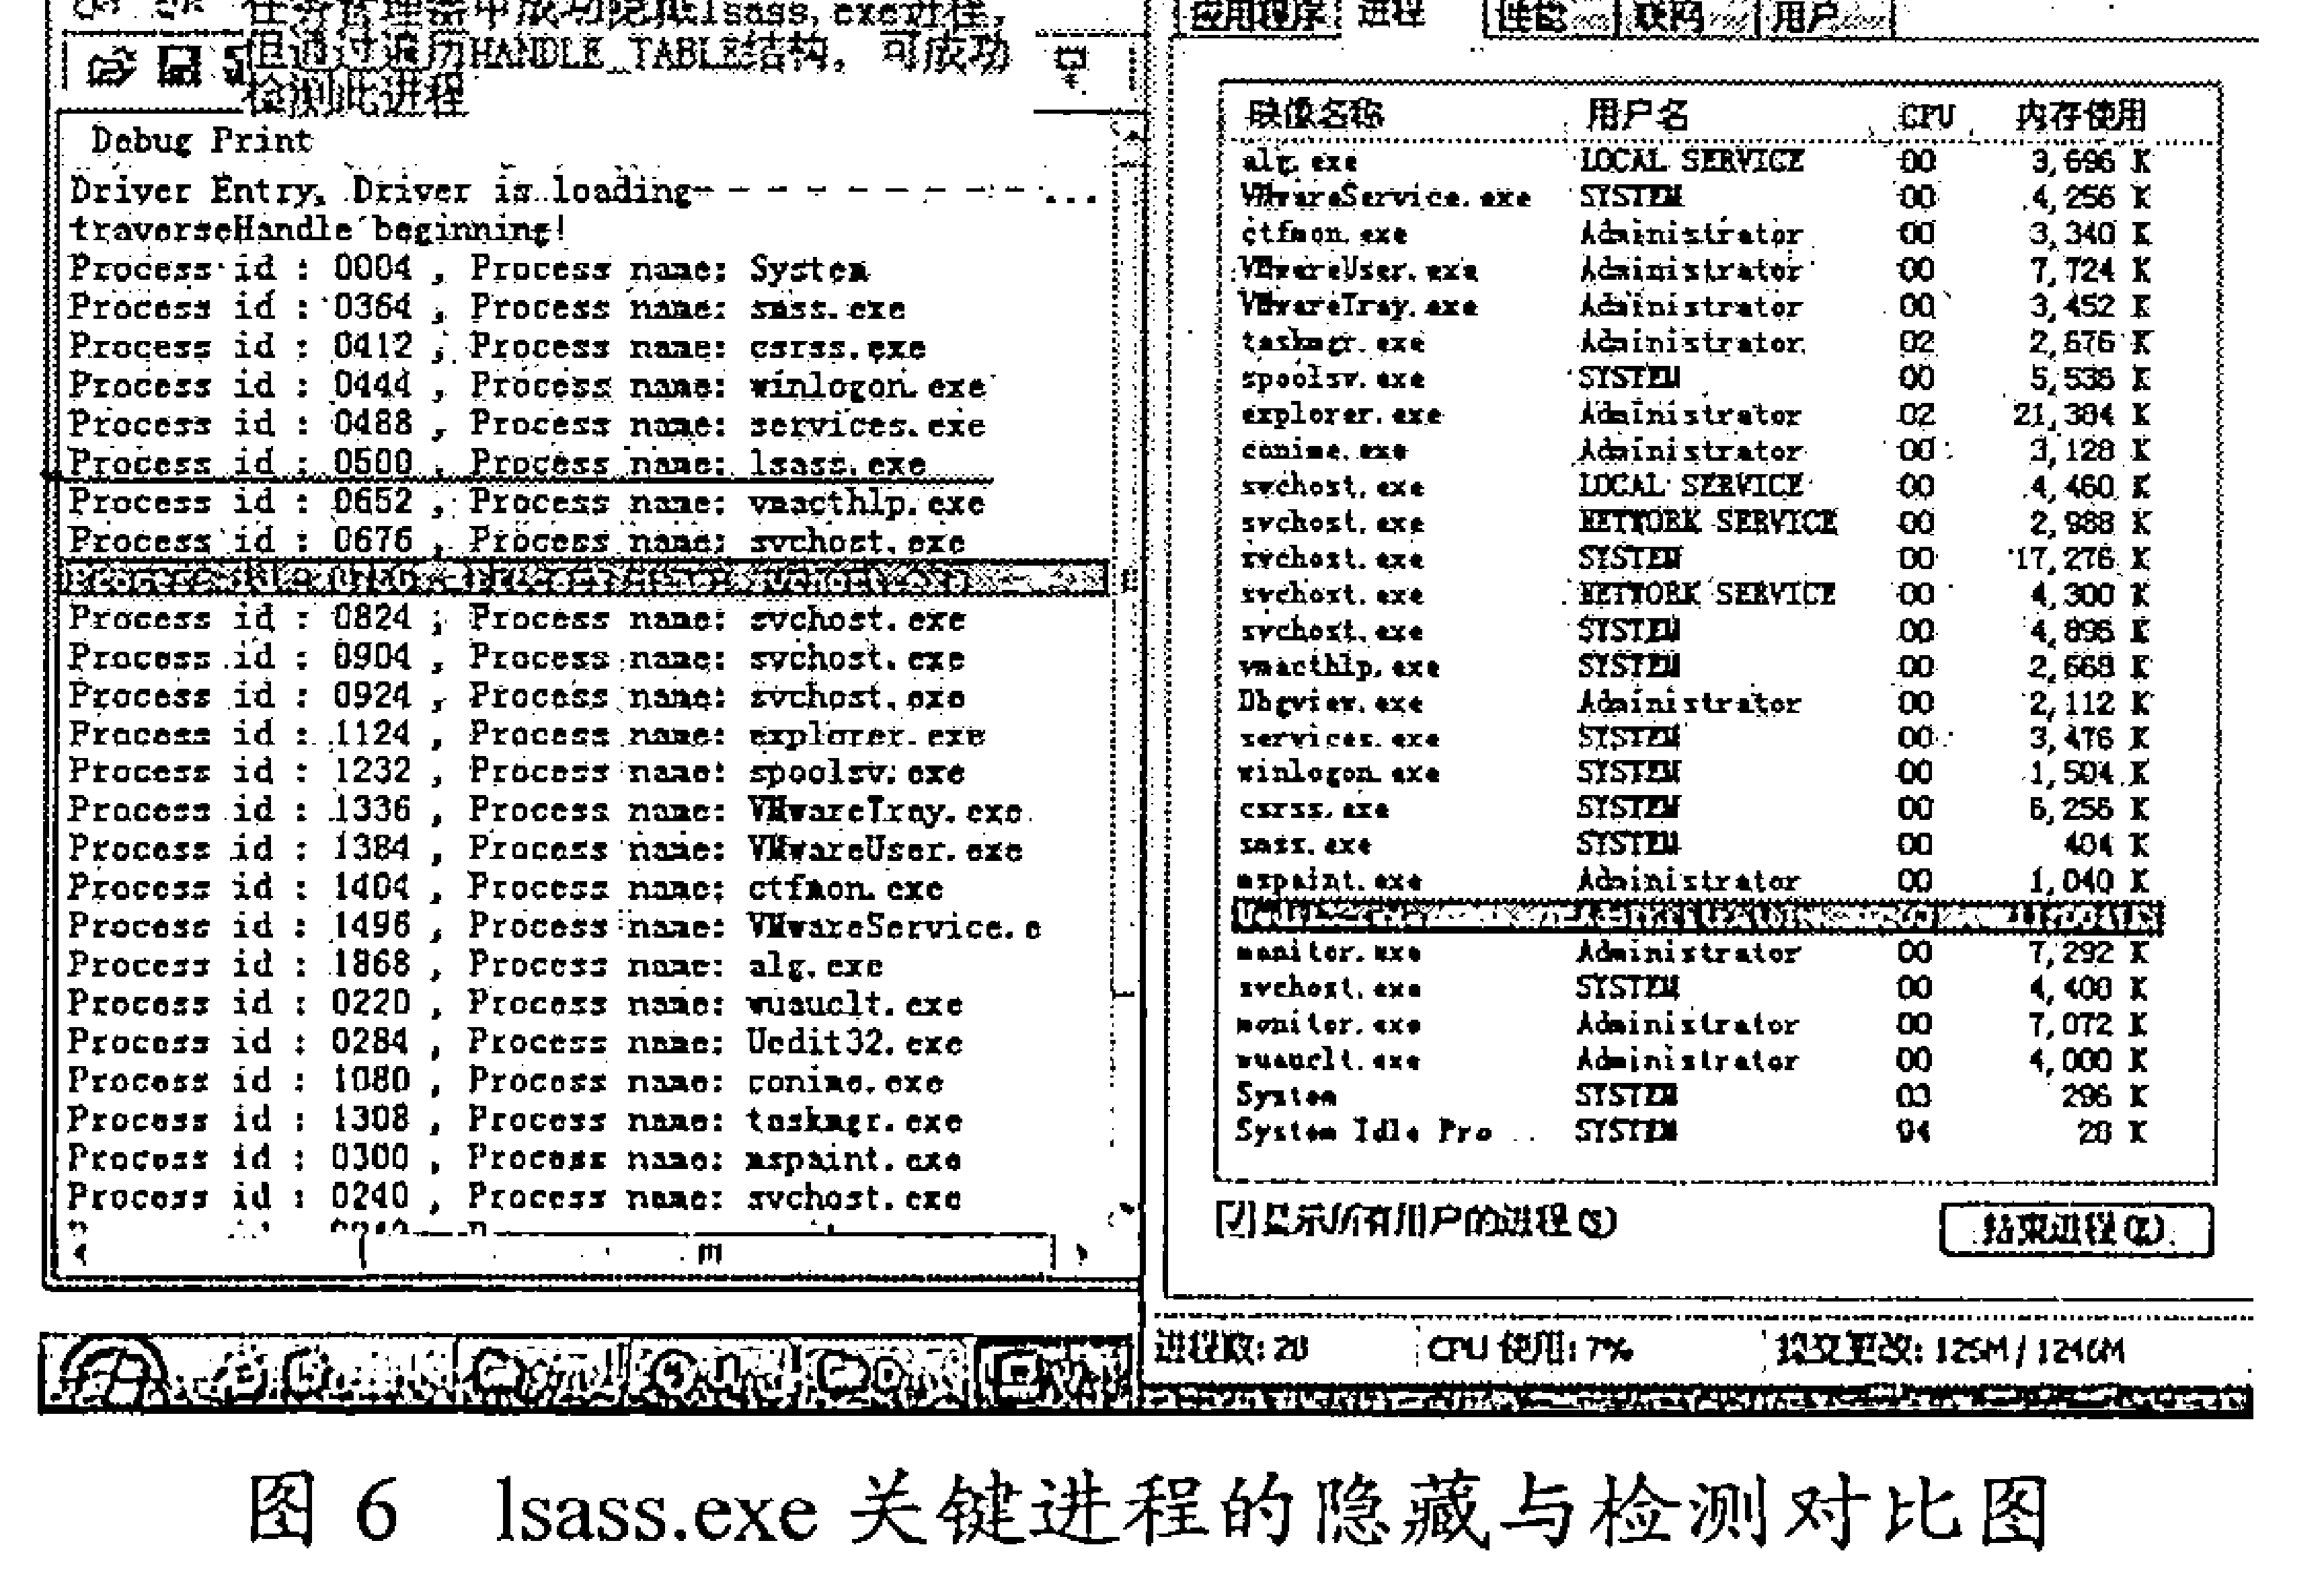 任务管理器中成功隐藏lsass.exe进程,
且通过遍历HANDLE_TABLE结构，可成功
检测此进程
Debug Print
Driver Entry, Driver is loading- - - - - - - - - ...
traverseHandle beginning!
Process id : 0004 , Process name: System
Process id : 0364 , Process name: smss.exe
Process id : 0412 , Process name: csrss.exe
Process id : 0444 , Process name: winlogon.exe
Process id : 0488 , Process name: services.exe
Process id : 0500 , Process name: lsass.exe
Process id : 0652 , Process name: vmacthlp.exe
Process id : 0676 , Process name: svchost.exe
Process id : 0824 , Process name: svchost.exe
Process id : 0904 , Process name: svchost.exe
Process id : 0924 , Process name: svchost.exe
Process id : 1124 , Process name: explorer.exe
Process id : 1232 , Process name: spoolsv.exe
Process id : 1336 , Process name: VMwareTray.exe
Process id : 1384 , Process name: VMwareUser.exe
Process id : 1404 , Process name: ctfmon.exe
Process id : 1496 , Process name: VMwareService.e
Process id : 1868 , Process name: alg.exe
Process id : 0220 , Process name: wuauclt.exe
Process id : 0284 , Process name: Uedit32.exe
Process id : 1080 , Process name: conime.exe
Process id : 1308 , Process name: taskmgr.exe
Process id : 0300 , Process name: mspaint.exe
Process id : 0240 , Process name: svchost.exe
应用程序 进程 性能 联网 用户
映像名称 用户名 CPU 内存使用
alg.exe LOCAL SERVICE 00 3,696 K
VMwareService.exe SYSTEM 00 4,256 K
ctfmon.exe Administrator 00 3,340 K
VMwareUser.exe Administrator 00 7,724 K
VMwareTray.exe Administrator 00 3,452 K
taskmgr.exe Administrator 02 2,676 K
spoolsv.exe SYSTEM 00 5,536 K
explorer.exe Administrator 02 21,384 K
conime.exe Administrator 00 3,128 K
svchost.exe LOCAL SERVICE 00 4,460 K
svchost.exe NETWORK SERVICE 00 2,988 K
svchost.exe SYSTEM 00 17,276 K
svchost.exe NETWORK SERVICE 00 4,300 K
svchost.exe SYSTEM 00 4,896 K
vmacthlp.exe SYSTEM 00 2,668 K
Dbgview.exe Administrator 00 2,112 K
services.exe SYSTEM 00 3,476 K
winlogon.exe SYSTEM 00 1,504 K
csrss.exe SYSTEM 00 6,256 K
smss.exe SYSTEM 00 404 K
mspaint.exe Administrator 00 1,040 K
moniter.exe Administrator 00 7,292 K
svchost.exe SYSTEM 00 4,400 K
moniter.exe Administrator 00 7,072 K
wuauclt.exe Administrator 00 4,000 K
System SYSTEM 03 296 K
System Idle Pro... SYSTEM 94 28 K
显示所有用户的进程(S)
结束进程(E)
进程数: 28 CPU 使用: 7% 提交更改: 125M / 1246M
图 6 lsass.exe 关键进程的隐藏与检测对比图